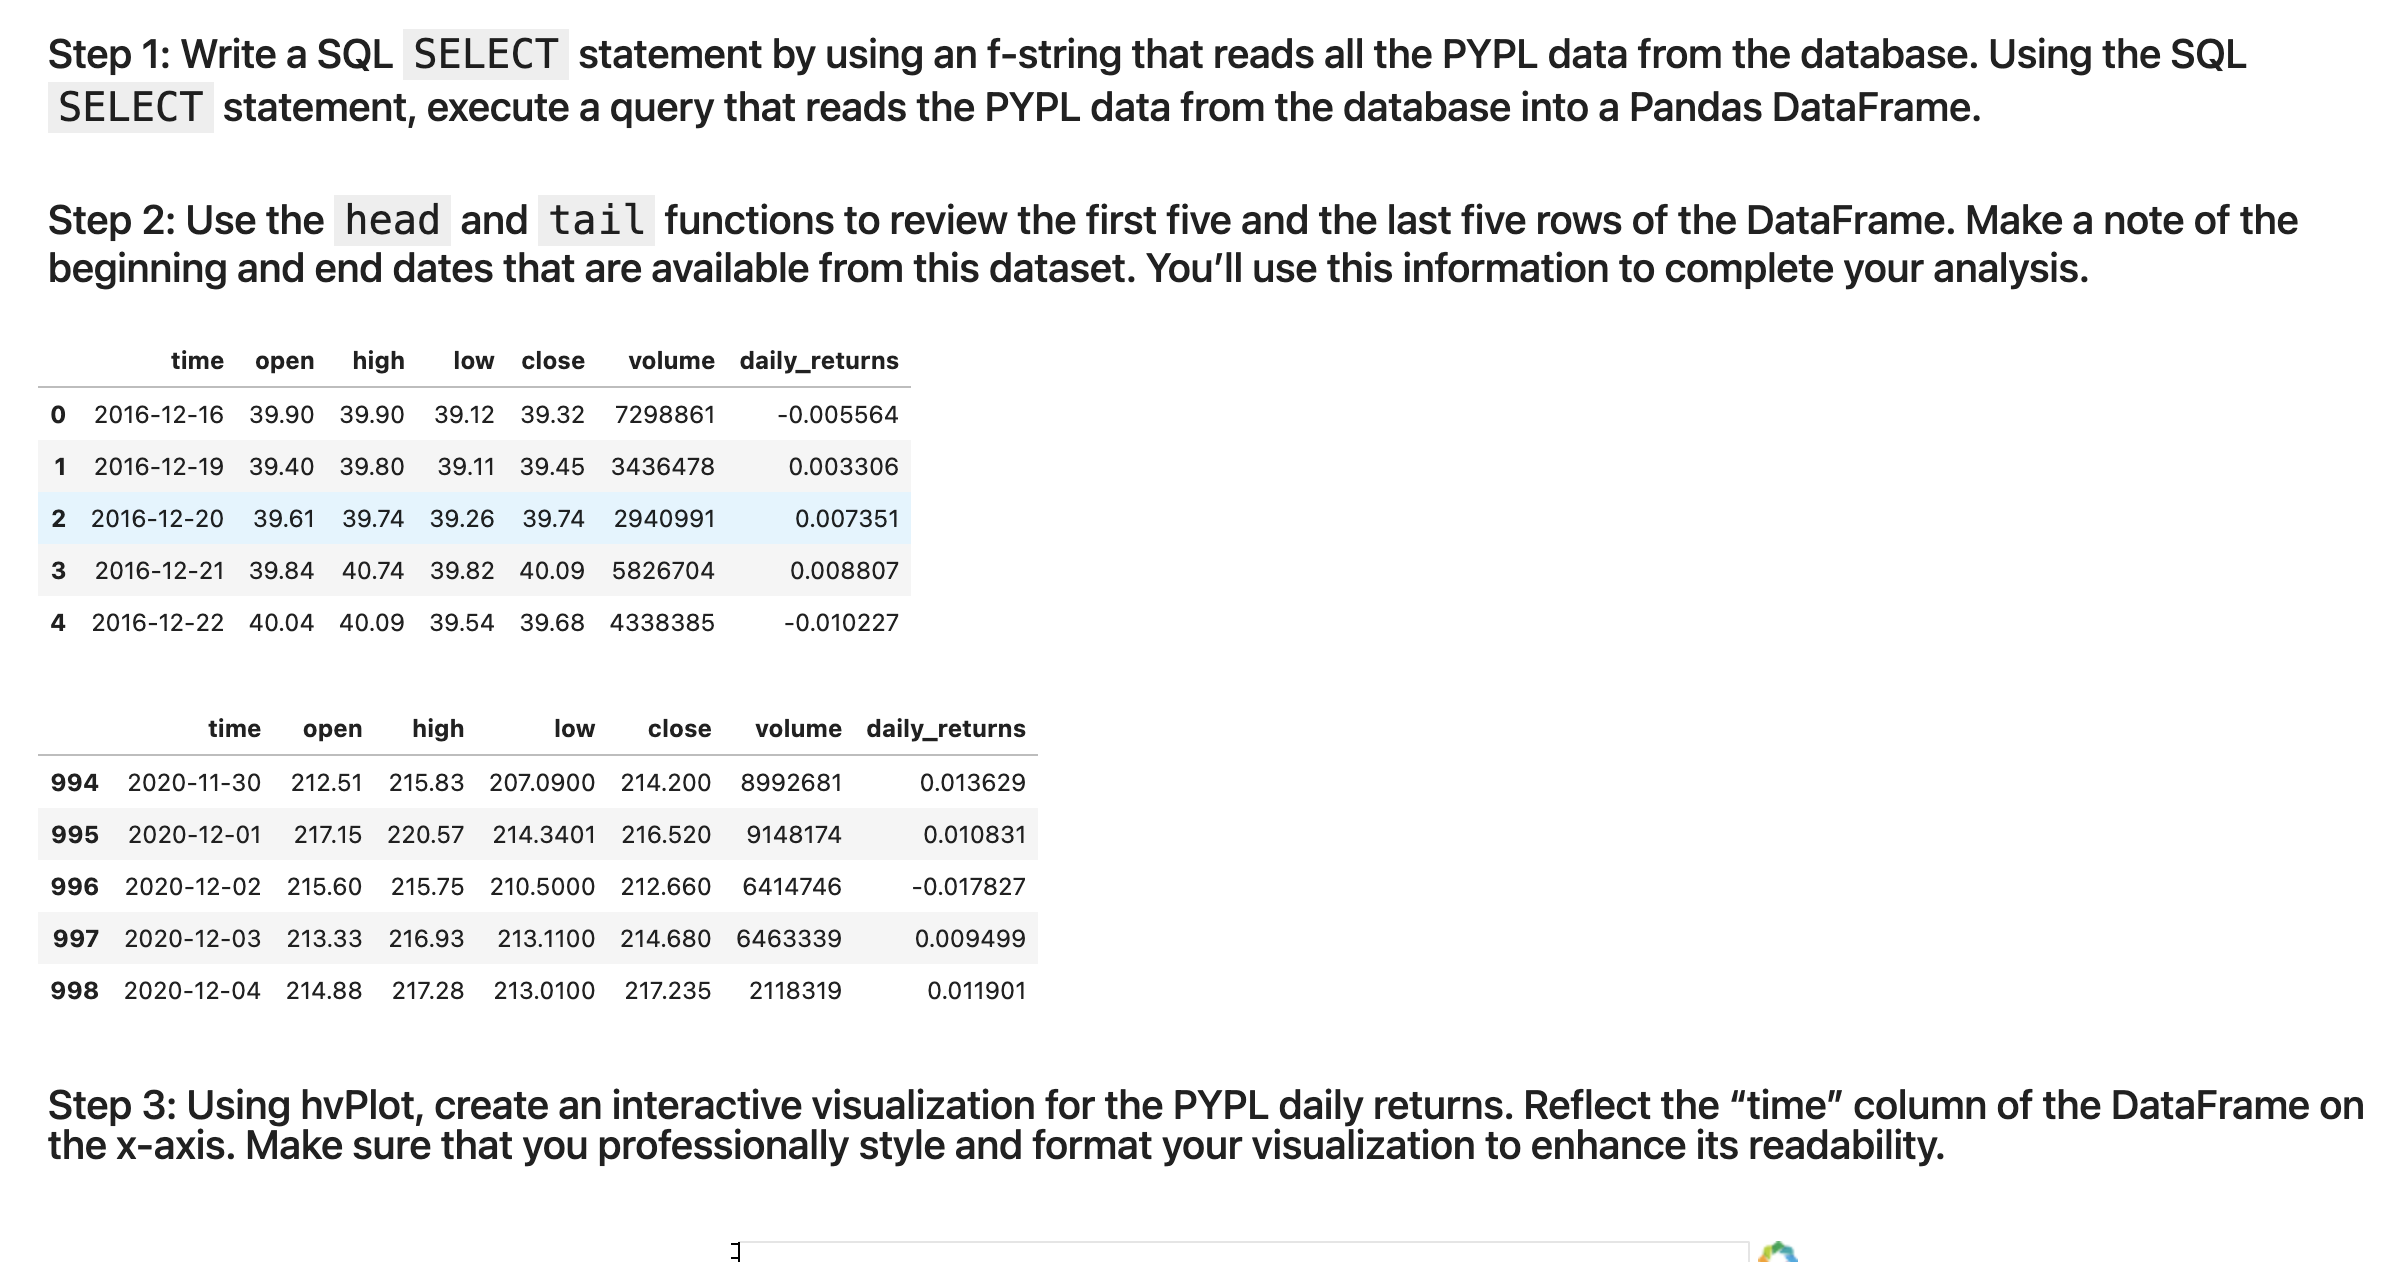 Step 1: Write a SQL SELECT statement by using an f-string that reads all the PYPL data from the database. Using the SQL
SELECT statement, execute a query that reads the PYPL data from the database into a Pandas DataFrame.
Step 2: Use the head and tail functions to review the first five and the last five rows of the DataFrame. Make a note of the
beginning and end dates that are available from this dataset. You’ll use this information to complete your analysis.
time open high low close volume daily_returns
0 2016-12-16 39.90 39.90 39.12 39.32 7298861 -0.005564
1 2016-12-19 39.40 39.80 39.11 39.45 3436478 0.003306
2 2016-12-20 39.61 39.74 39.26 39.74 2940991 0.007351
3 2016-12-21 39.84 40.74 39.82 40.09 5826704 0.008807
4 2016-12-22 40.04 40.09 39.54 39.68 4338385 -0.010227
time open high low close volume daily_returns
994 2020-11-30 212.51 215.83 207.0900 214.200 8992681 0.013629
995 2020-12-01 217.15 220.57 214.3401 216.520 9148174 0.010831
996 2020-12-02 215.60 215.75 210.5000 212.660 6414746 -0.017827
997 2020-12-03 213.33 216.93 213.1100 214.680 6463339 0.009499
998 2020-12-04 214.88 217.28 213.0100 217.235 2118319 0.011901
Step 3: Using hvPlot, create an interactive visualization for the PYPL daily returns. Reflect the “time” column of the DataFrame on
the x-axis. Make sure that you professionally style and format your visualization to enhance its readability.